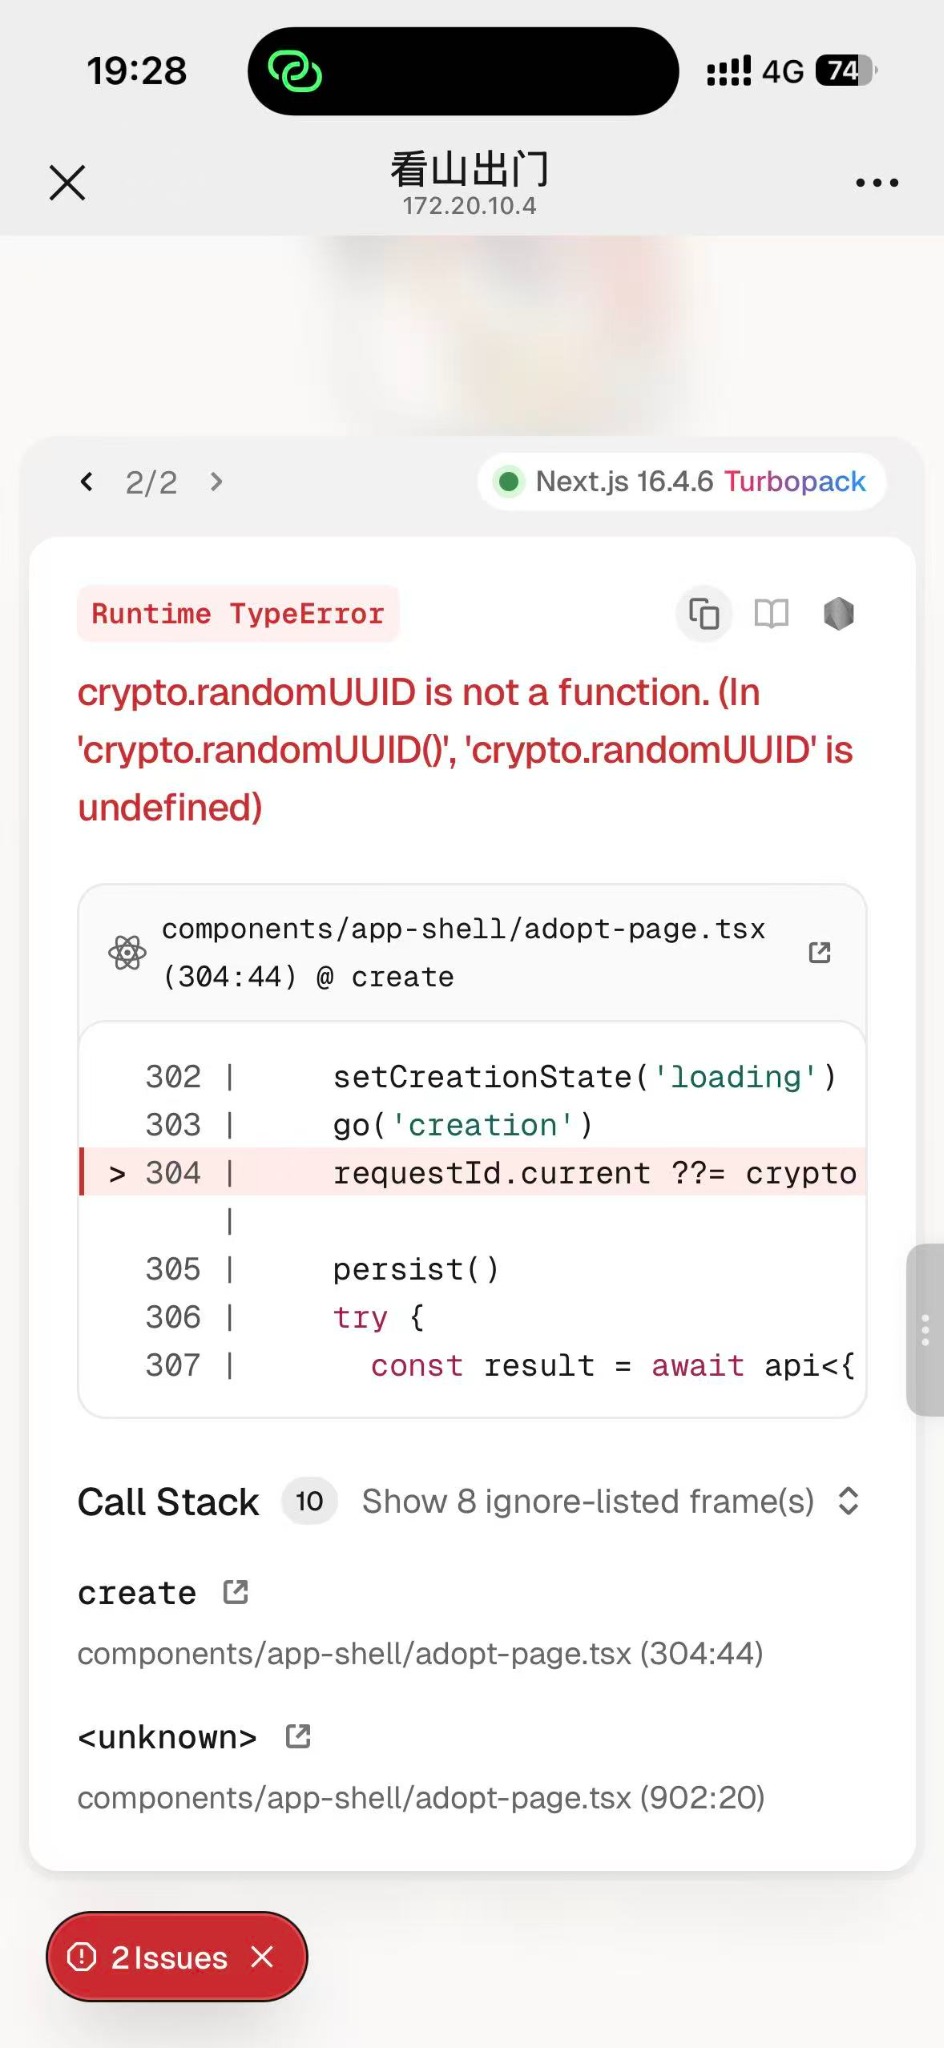 19:28
4G
74
看山出门
172.20.10.4
2/2
Next.js 16.4.6 Turbopack
Runtime TypeError
crypto.randomUUID is not a function. (In
'crypto.randomUUID()', 'crypto.randomUUID' is
undefined)
components/app-shell/adopt-page.tsx
(304:44) @ create
302 | setCreationState('loading')
303 | go('creation')
> 304 | requestId.current ??= crypto
|
305 | persist()
306 | try {
307 | const result = await api<{
Call Stack 10 Show 8 ignore-listed frame(s)
create
components/app-shell/adopt-page.tsx (304:44)
<unknown>
components/app-shell/adopt-page.tsx (902:20)
2 Issues